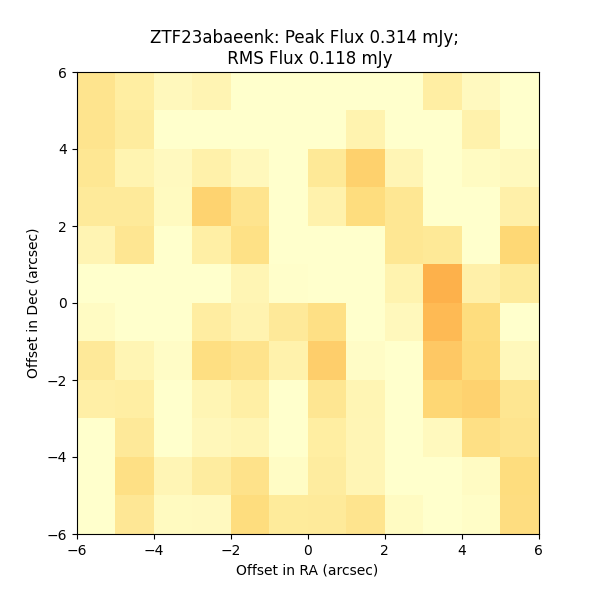 ZTF23abaeenk: Peak Flux 0.314 mJy;
RMS Flux 0.118 mJy
6
4
2
0
−2
−4
−6
Offset in Dec (arcsec)
−6 −4 −2 0 2 4 6
Offset in RA (arcsec)